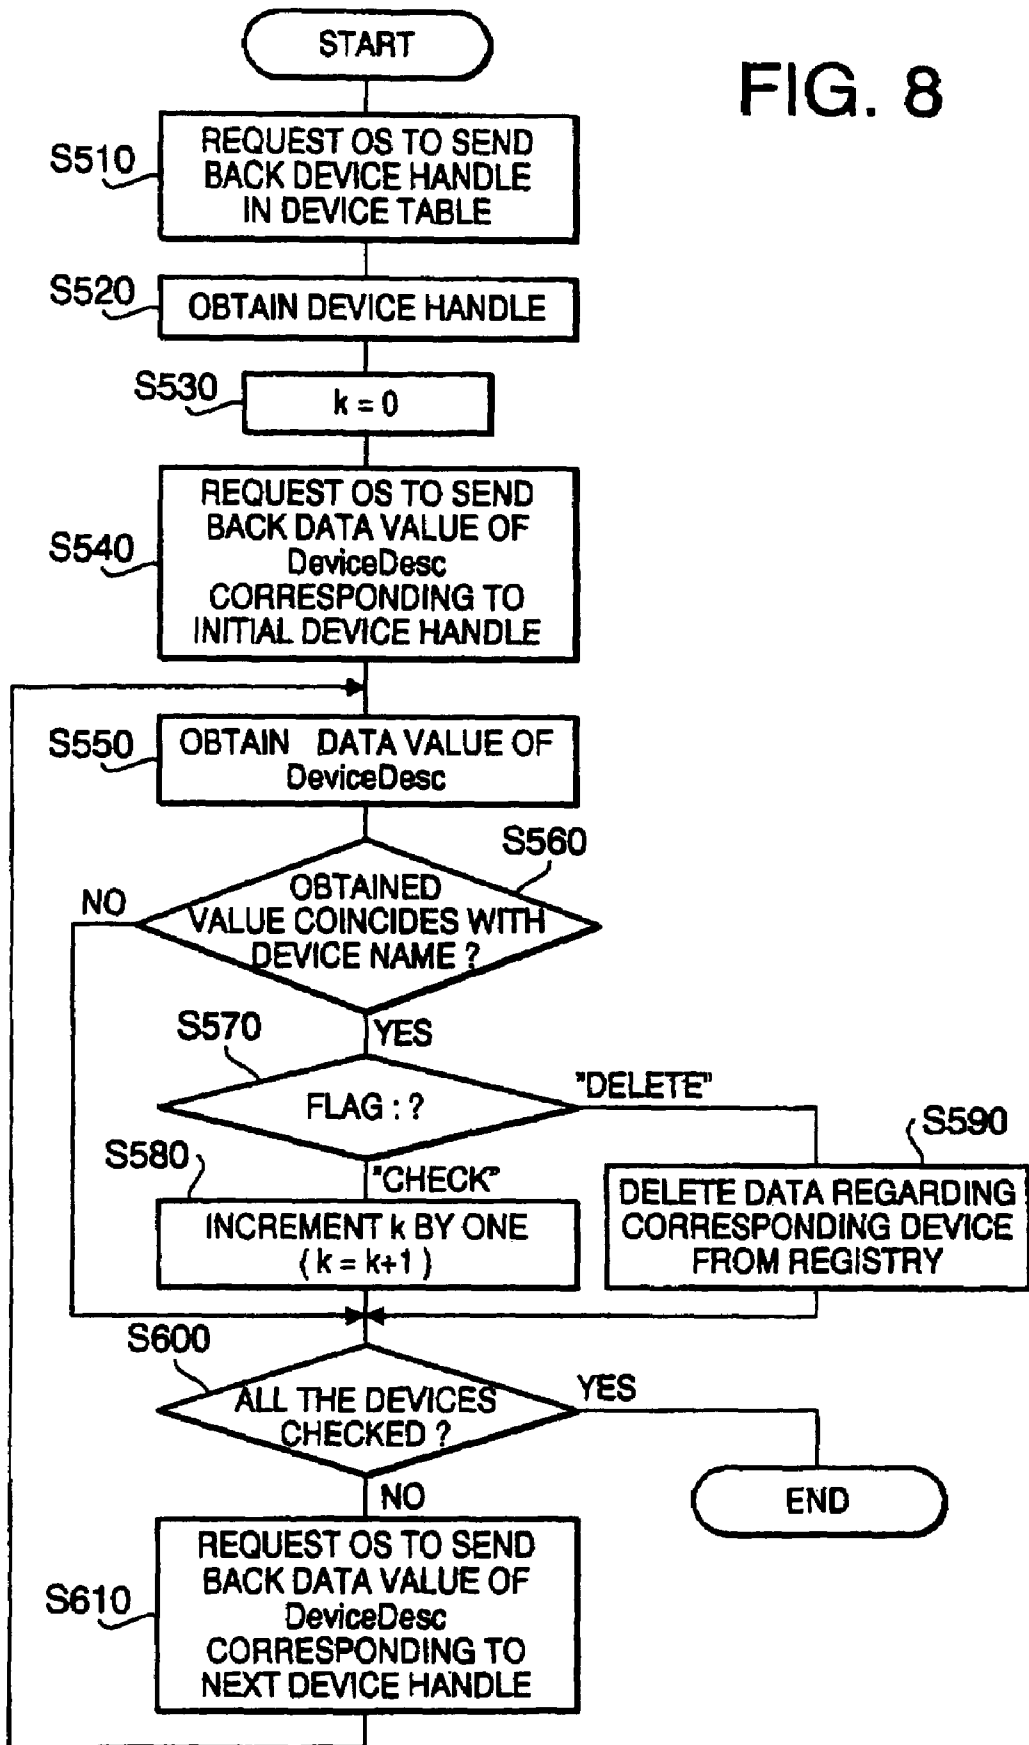 START
FIG. 8
S510
REQUEST OS TO SEND
BACK DEVICE HANDLE
IN DEVICE TABLE
S520
OBTAIN DEVICE HANDLE
S530
k = 0
S540
REQUEST OS TO SEND
BACK DATA VALUE OF
DeviceDesc
CORRESPONDING TO
INITIAL DEVICE HANDLE
S550
OBTAIN DATA VALUE OF
DeviceDesc
S560
OBTAINED
VALUE COINCIDES WITH
DEVICE NAME ?
NO
YES
S570
FLAG : ?
"DELETE"
"CHECK"
S580
INCREMENT k BY ONE
( k = k+1 )
S590
DELETE DATA REGARDING
CORRESPONDING DEVICE
FROM REGISTRY
S600
ALL THE DEVICES
CHECKED ?
YES
END
NO
S610
REQUEST OS TO SEND
BACK DATA VALUE OF
DeviceDesc
CORRESPONDING TO
NEXT DEVICE HANDLE